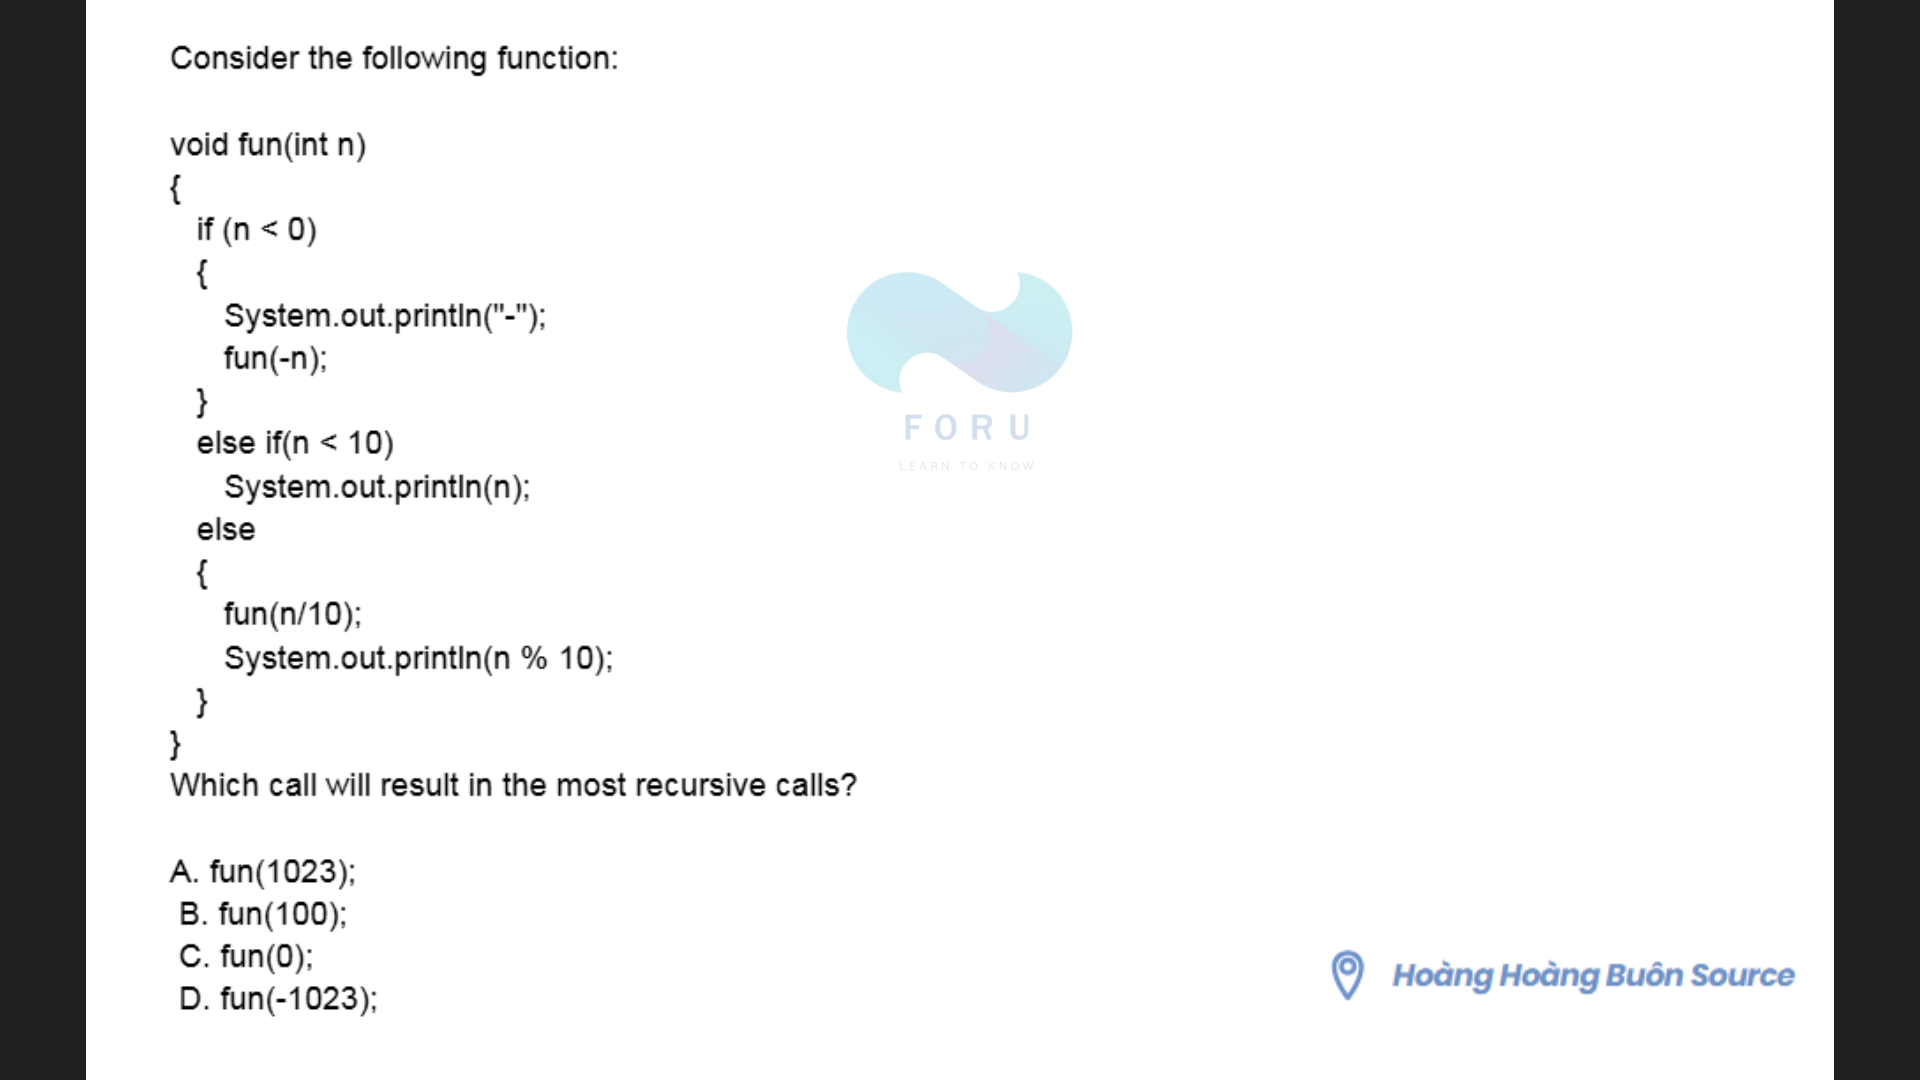 Consider the following function:
void fun(int n)
{
if (n < 0)
{
System.out.println("-");
fun(-n);
}
else if(n < 10)
System.out.println(n);
else
{
fun(n/10);
System.out.println(n % 10);
}
}
Which call will result in the most recursive calls?
A. fun(1023);
B. fun(100);
C. fun(0);
D. fun(-1023);
FORU
LEARN TO KNOW
Hoàng Hoàng Buôn Source